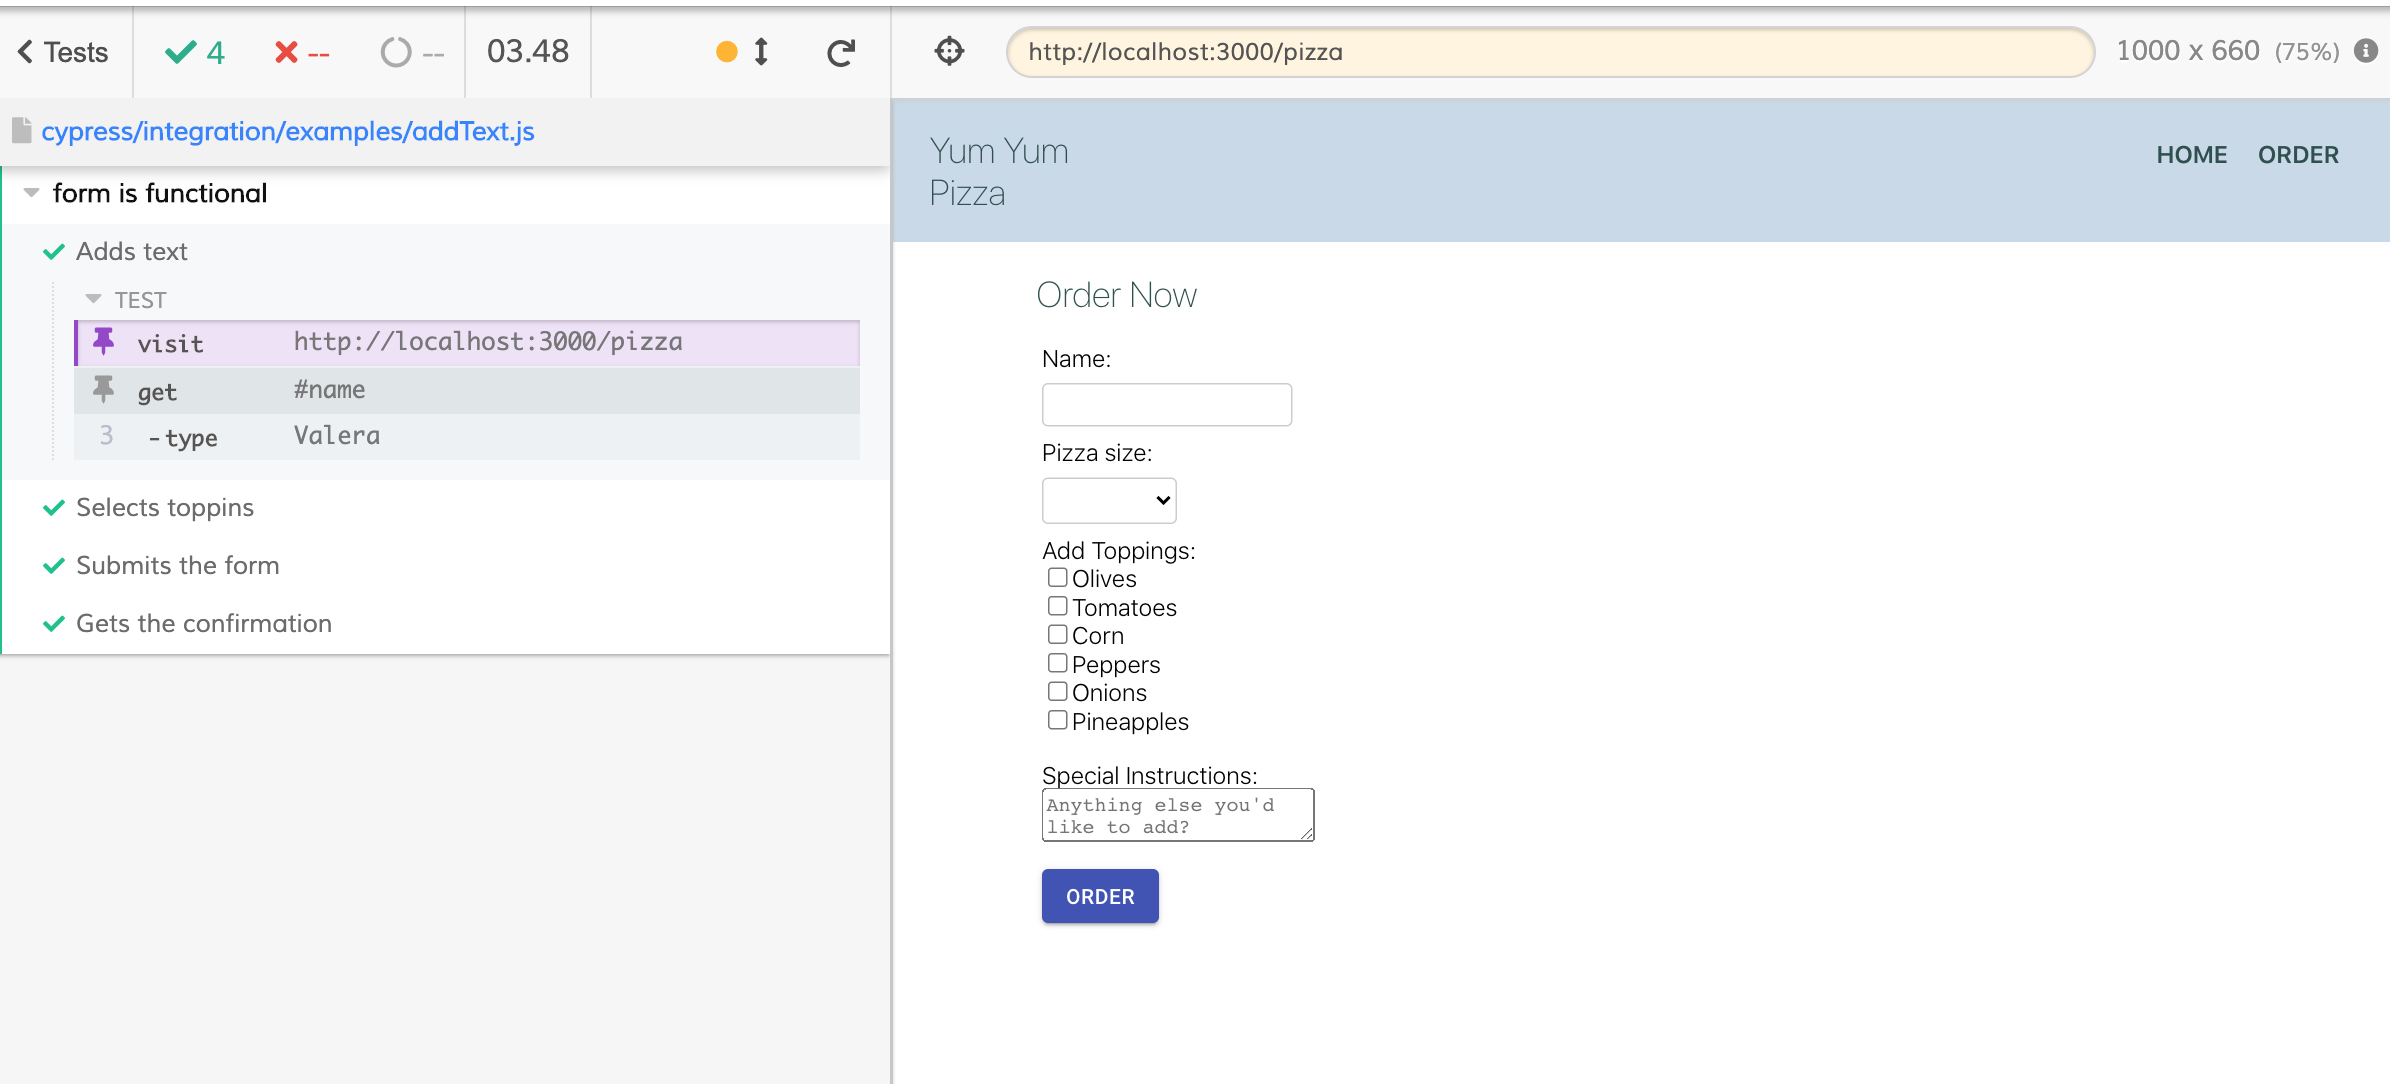 Tests
4
--
--
03.48
http://localhost:3000/pizza
1000 x 660 (75%)
cypress/integration/examples/addText.js
form is functional
Adds text
TEST
visit http://localhost:3000/pizza
get #name
3 -type Valera
Selects toppins
Submits the form
Gets the confirmation
Yum Yum
Pizza
HOME ORDER
Order Now
Name:
Pizza size:
Add Toppings:
Olives
Tomatoes
Corn
Peppers
Onions
Pineapples
Special Instructions:
Anything else you'd
like to add?
ORDER